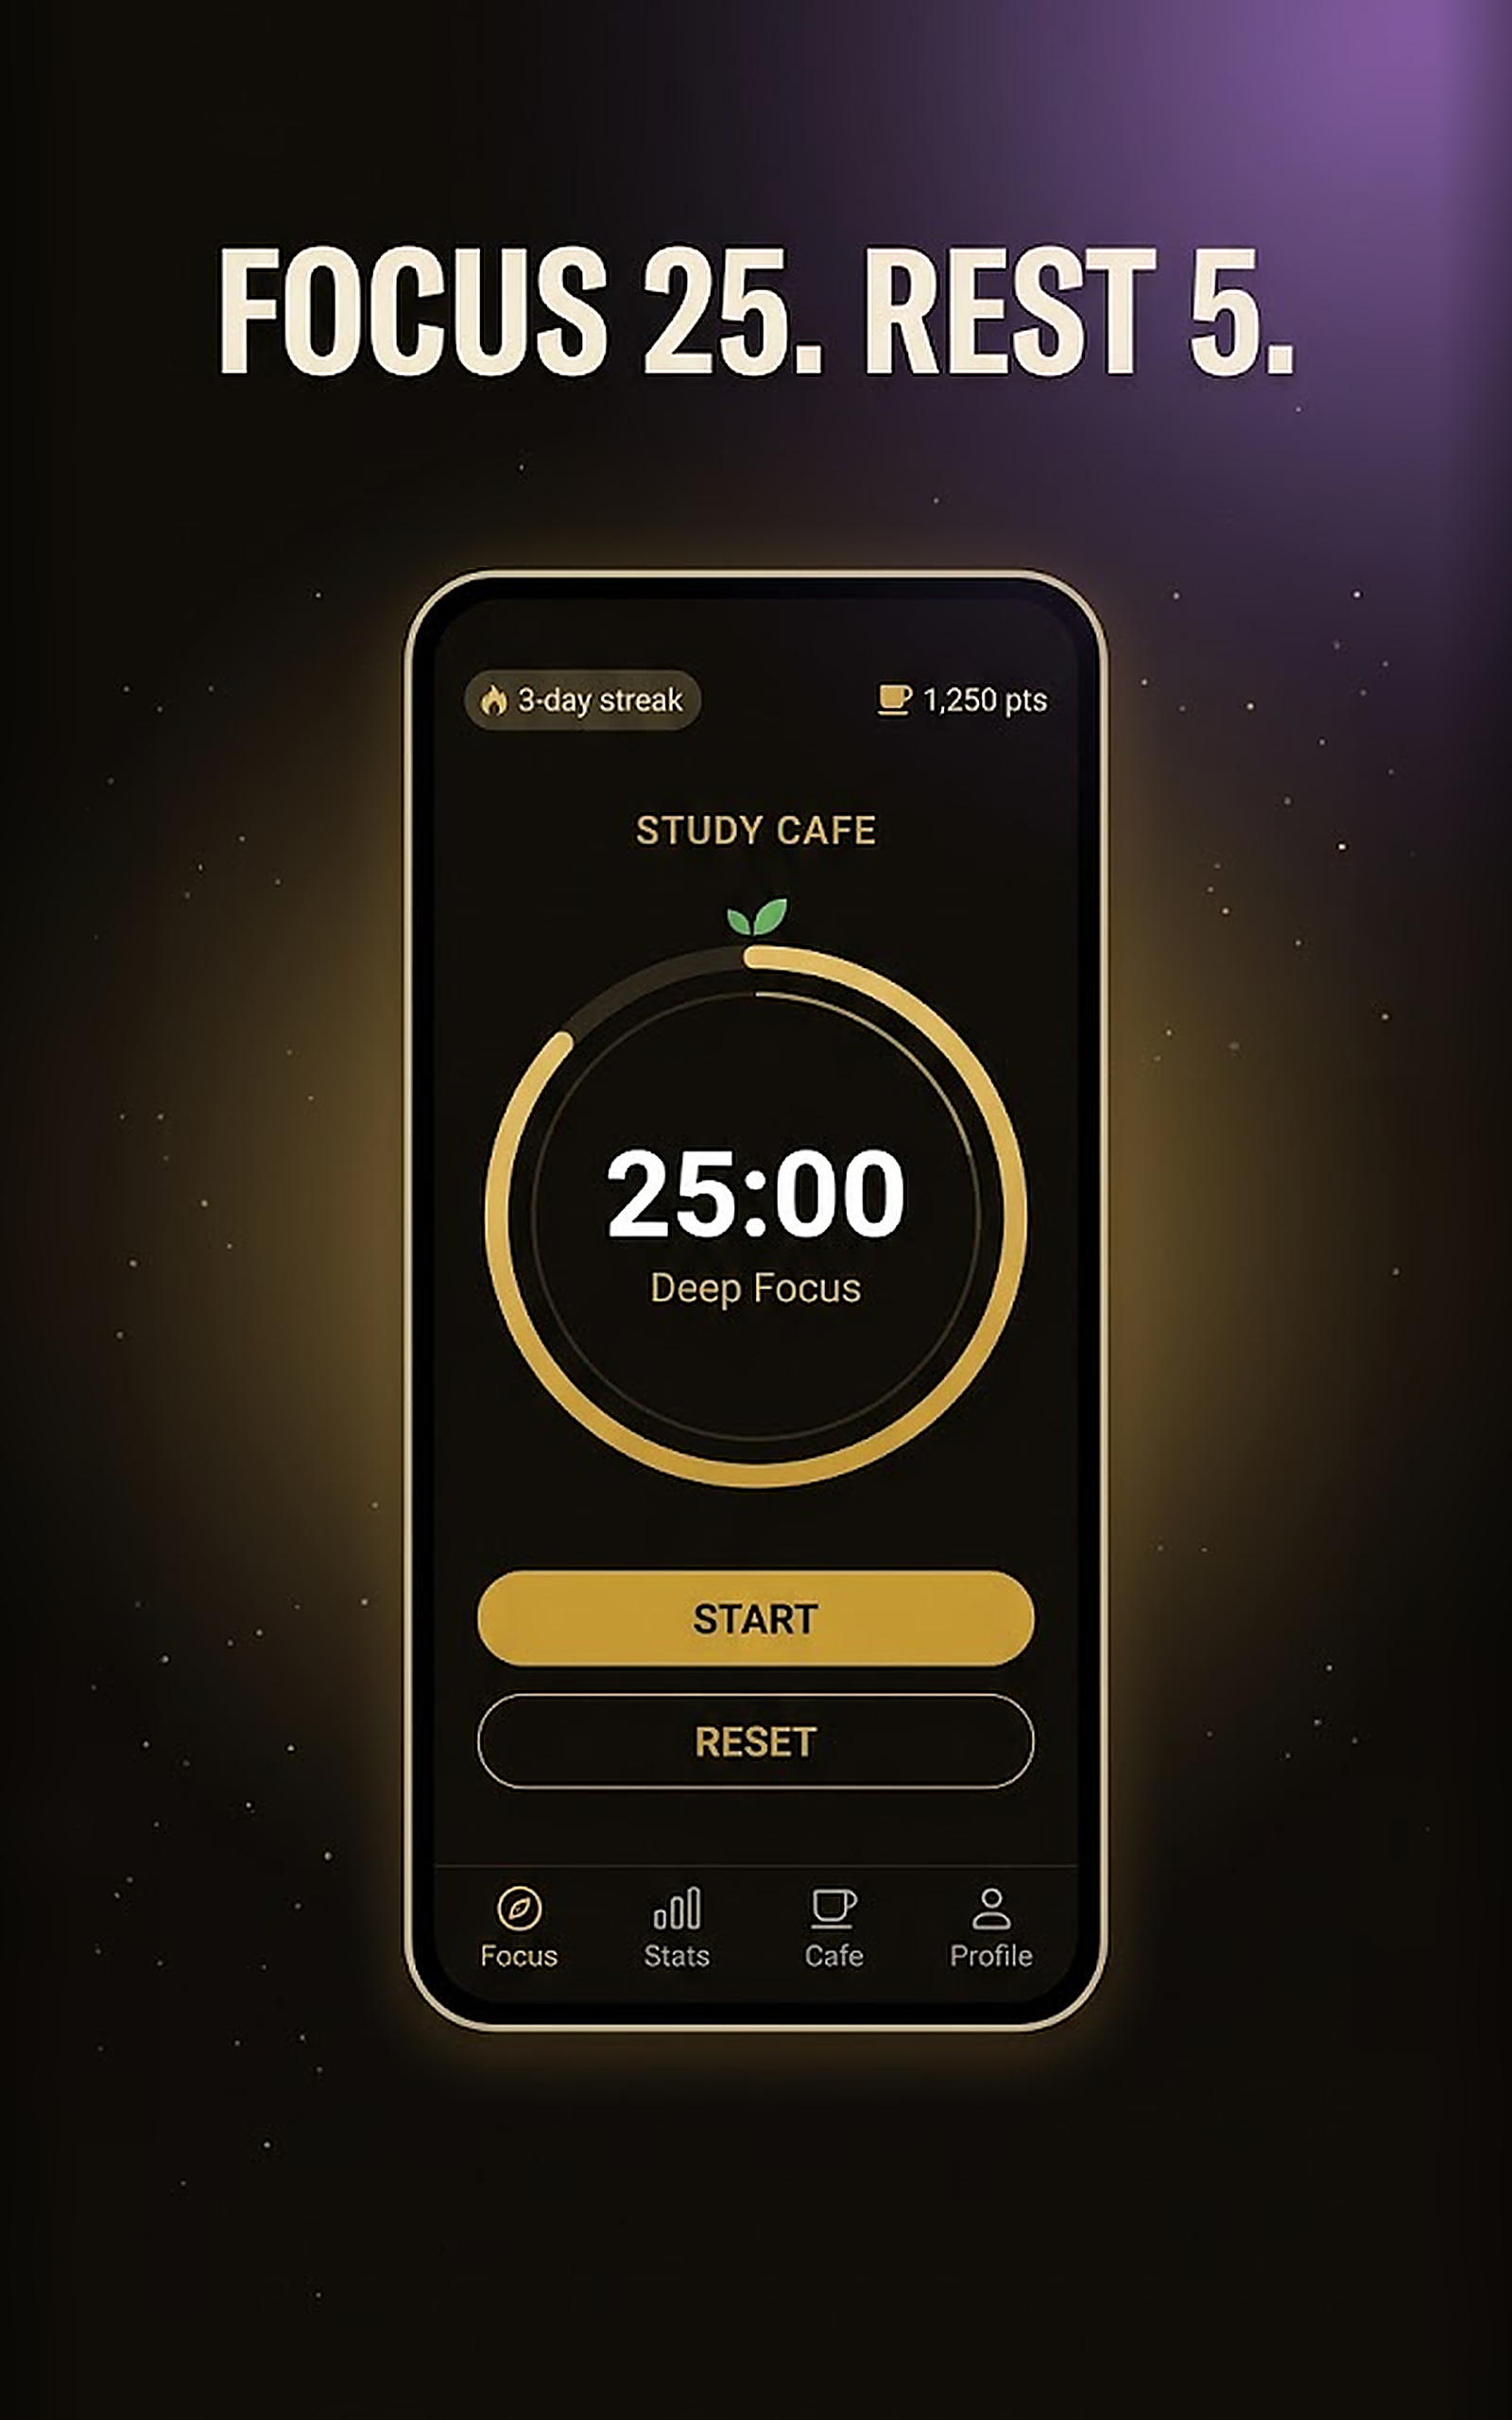 FOCUS 25. REST 5.
3-day streak
1,250 pts
STUDY CAFE
25:00
Deep Focus
START
RESET
Focus
Stats
Cafe
Profile